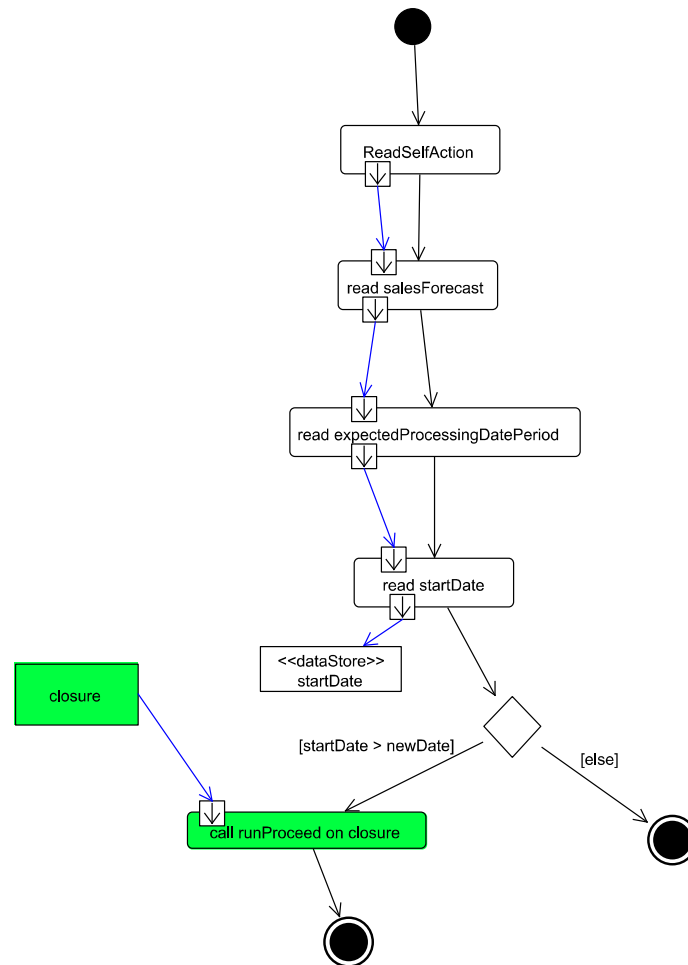 ReadSelfAction
read salesForecast
read expectedProcessingDatePeriod
read startDate
<<dataStore>>
startDate
closure
[startDate > newDate]
[else]
call runProceed on closure